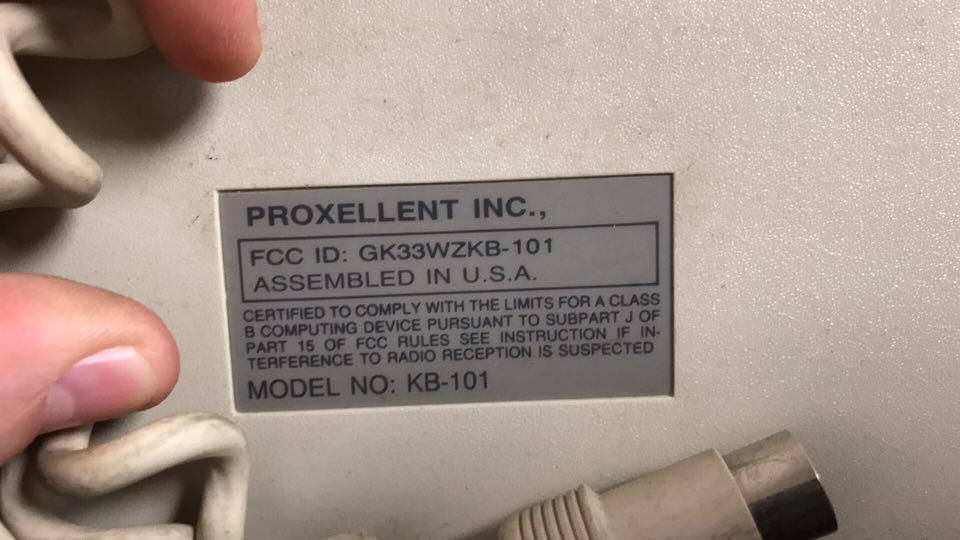 PROXELLENT INC.,
FCC ID: GK33WZKB-101
ASSEMBLED IN U.S.A.
CERTIFIED TO COMPLY WITH THE LIMITS FOR A CLASS
B COMPUTING DEVICE PURSUANT TO SUBPART J OF
PART 15 OF FCC RULES SEE INSTRUCTION IF IN-
TERFERENCE TO RADIO RECEPTION IS SUSPECTED
MODEL NO: KB-101